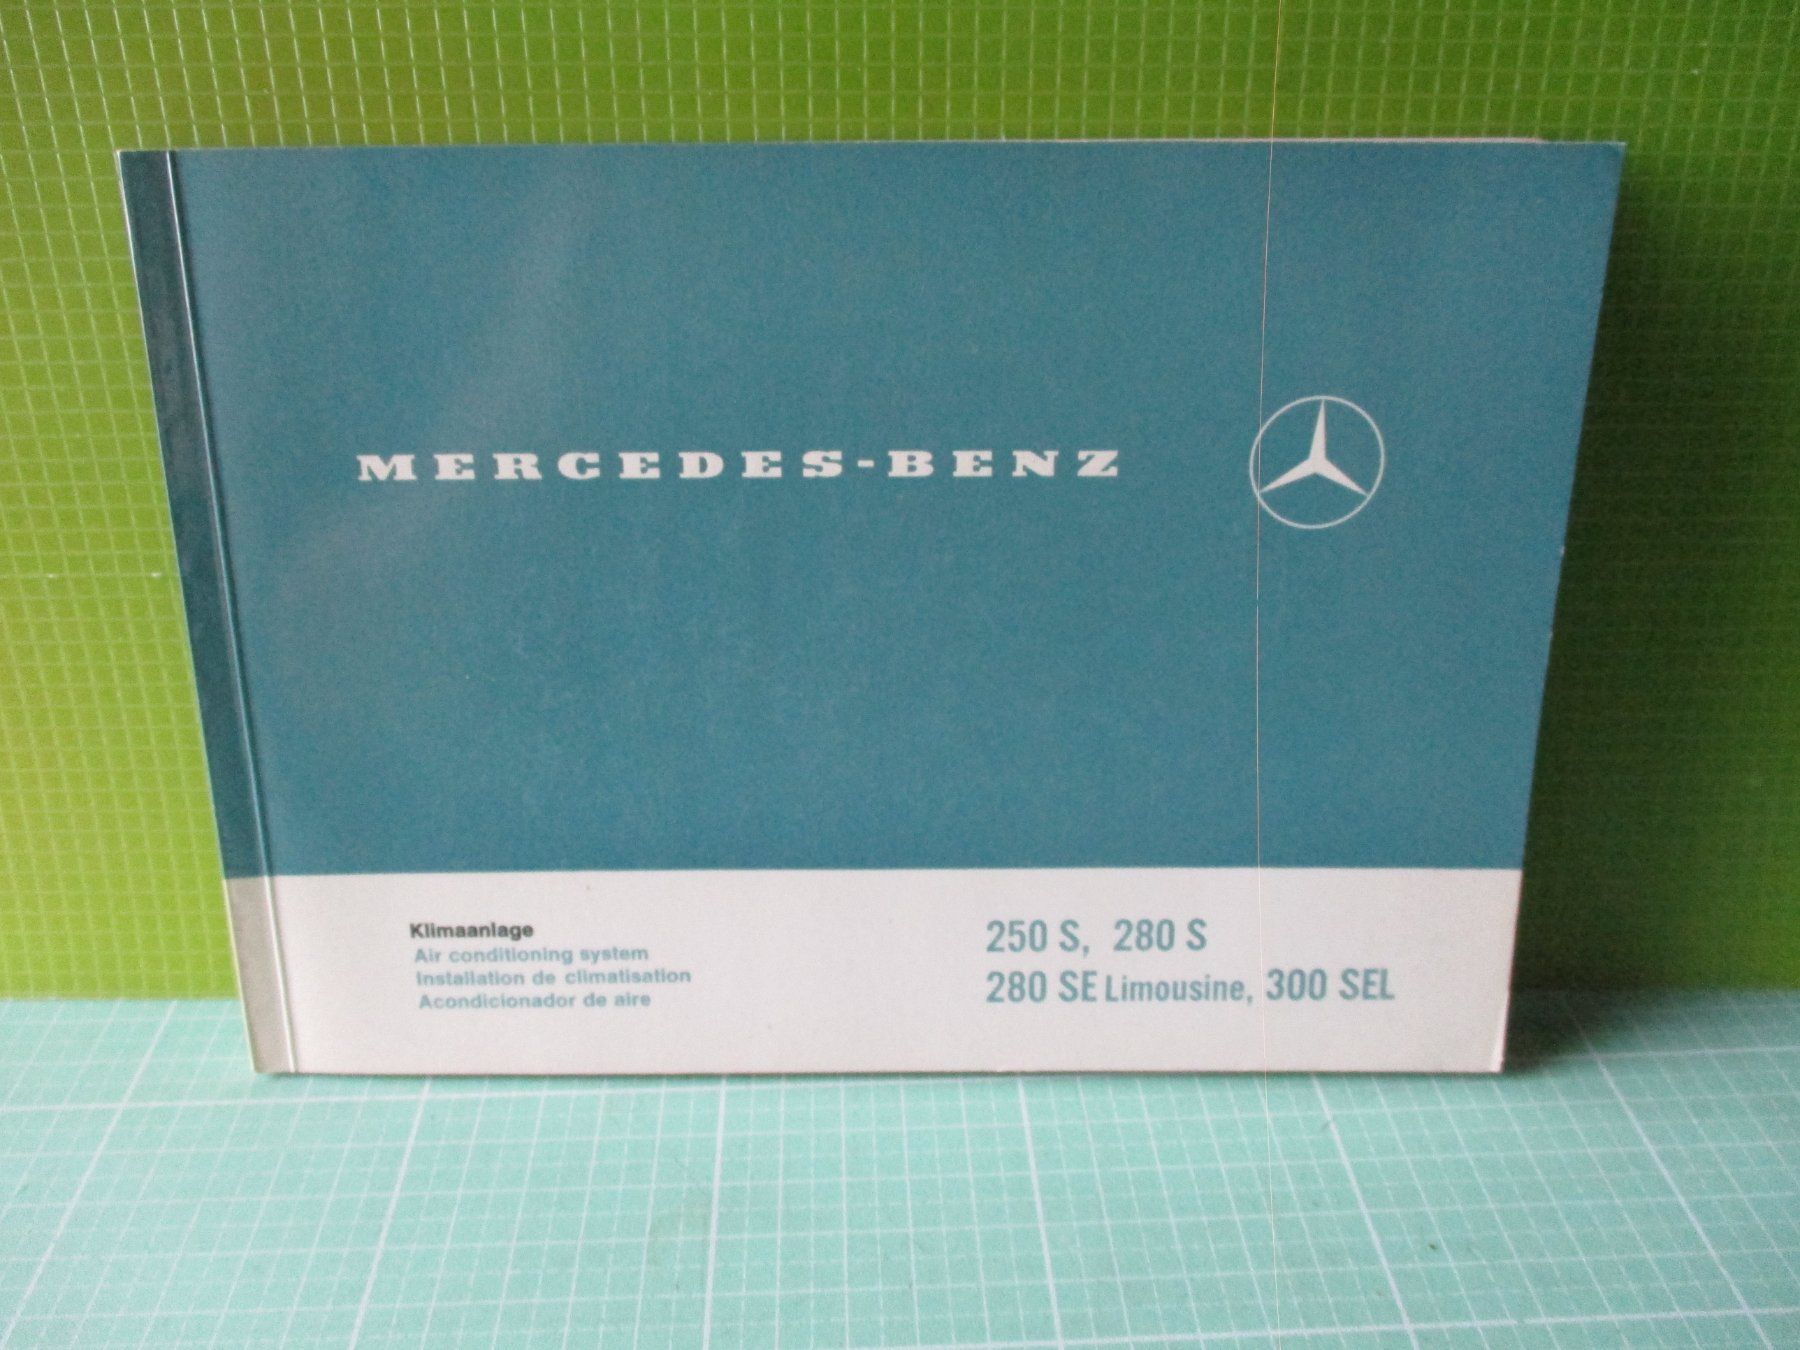 MERCEDES-BENZ
Klimaanlage
Air conditioning system
Installation de climatisation
Acondicionador de aire
250 S, 280 S
280 SE Limousine, 300 SEL